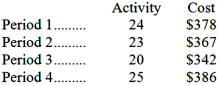 Activity Cost
Period 1......... 24 $378
Period 2......... 23 $367
Period 3......... 20 $342
Period 4......... 25 $386